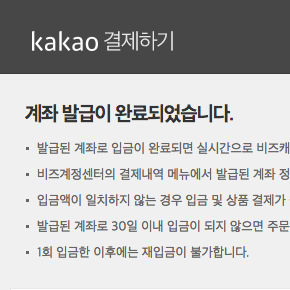 kakao 결제하기
계좌 발급이 완료되었습니다.
• 발급된 계좌로 입금이 완료되면 실시간으로 비즈캐
• 비즈계정센터의 결제내역 메뉴에서 발급된 계좌 정
• 입금액이 일치하지 않는 경우 입금 및 상품 결제가
• 발급된 계좌로 30일 이내 입금이 되지 않으면 주문
• 1회 입금한 이후에는 재입금이 불가합니다.